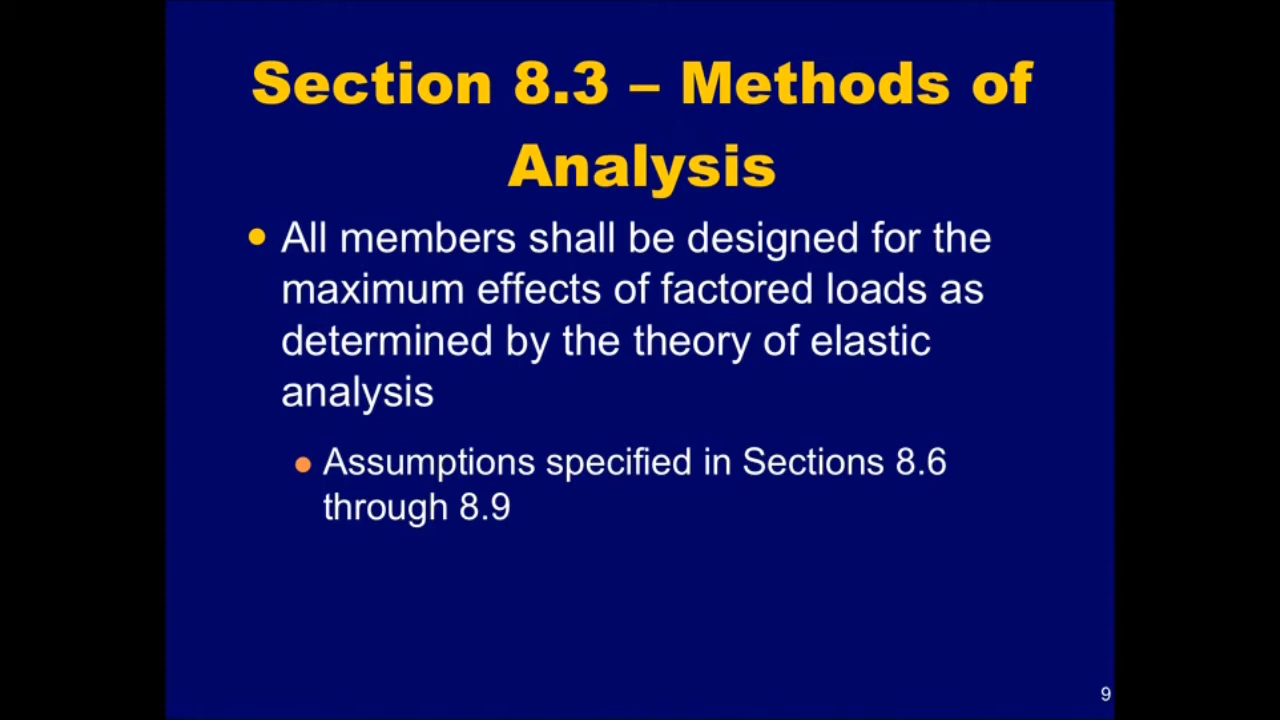 Section 8.3 – Methods of
Analysis
• All members shall be designed for the
maximum effects of factored loads as
determined by the theory of elastic
analysis
• Assumptions specified in Sections 8.6
through 8.9
9